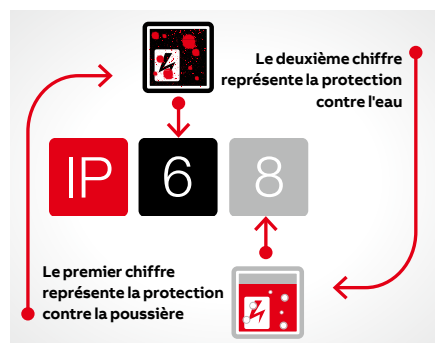 Le deuxième chiffre
représente la protection
contre l'eau
IP 6 8
Le premier chiffre
représente la protection
contre la poussière